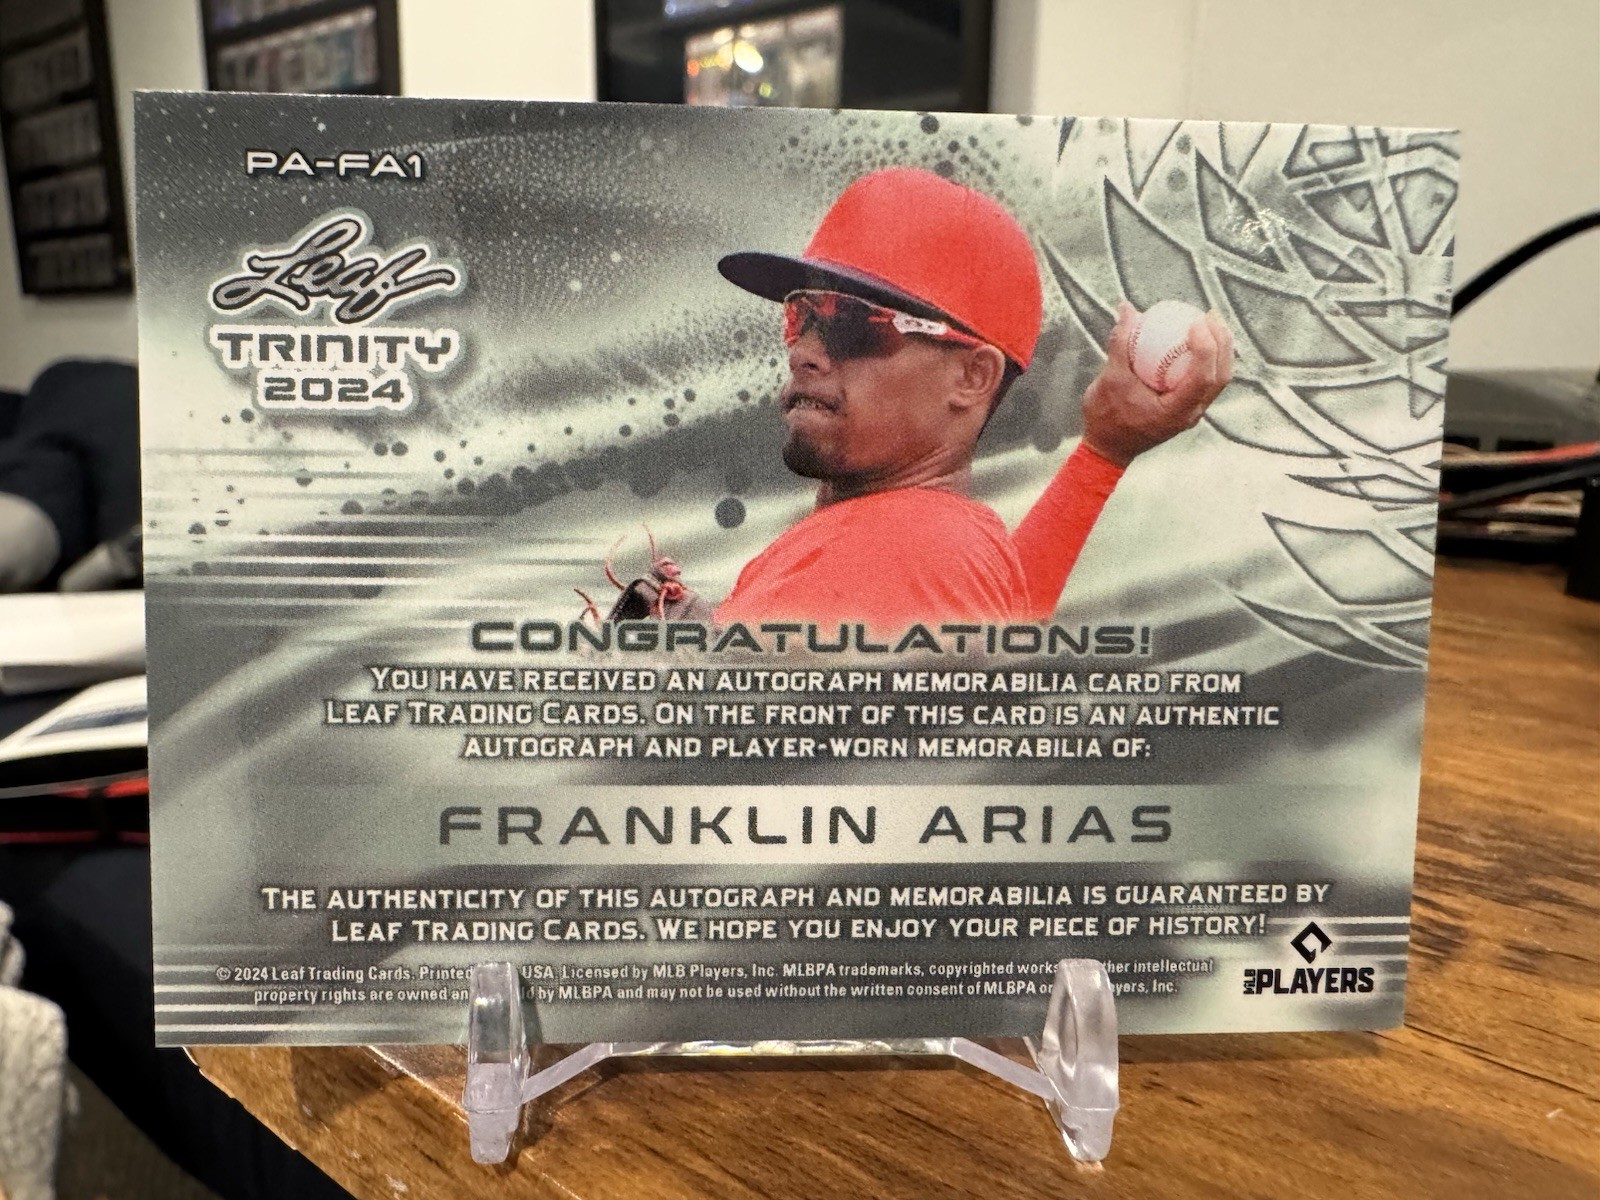 PA-FA1
Leaf
TRINITY
2024
CONGRATULATIONS!
YOU HAVE RECEIVED AN AUTOGRAPH MEMORABILIA CARD FROM
LEAF TRADING CARDS. ON THE FRONT OF THIS CARD IS AN AUTHENTIC
AUTOGRAPH AND PLAYER-WORN MEMORABILIA OF:
FRANKLIN ARIAS
THE AUTHENTICITY OF THIS AUTOGRAPH AND MEMORABILIA IS GUARANTEED BY
LEAF TRADING CARDS. WE HOPE YOU ENJOY YOUR PIECE OF HISTORY!
© 2024 Leaf Trading Cards. Printed USA. Licensed by MLB Players, Inc. MLBPA trademarks, copyrighted works intellectual
property rights are owned by MLBPA and may not be used without the written consent of MLBPA or Inc.
MLB PLAYERS